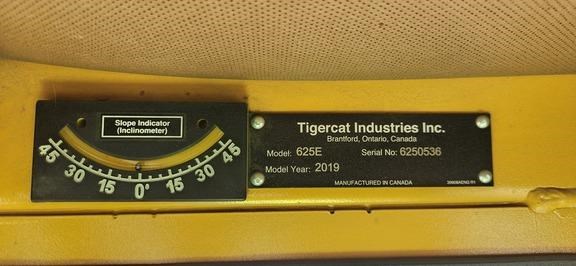 Slope Indicator
(Inclinometer)
45 30 15 0° 15 30 45
Tigercat Industries Inc.
Brantford, Ontario, Canada
Model: 625E Serial No: 6250536
Model Year: 2019
MANUFACTURED IN CANADA